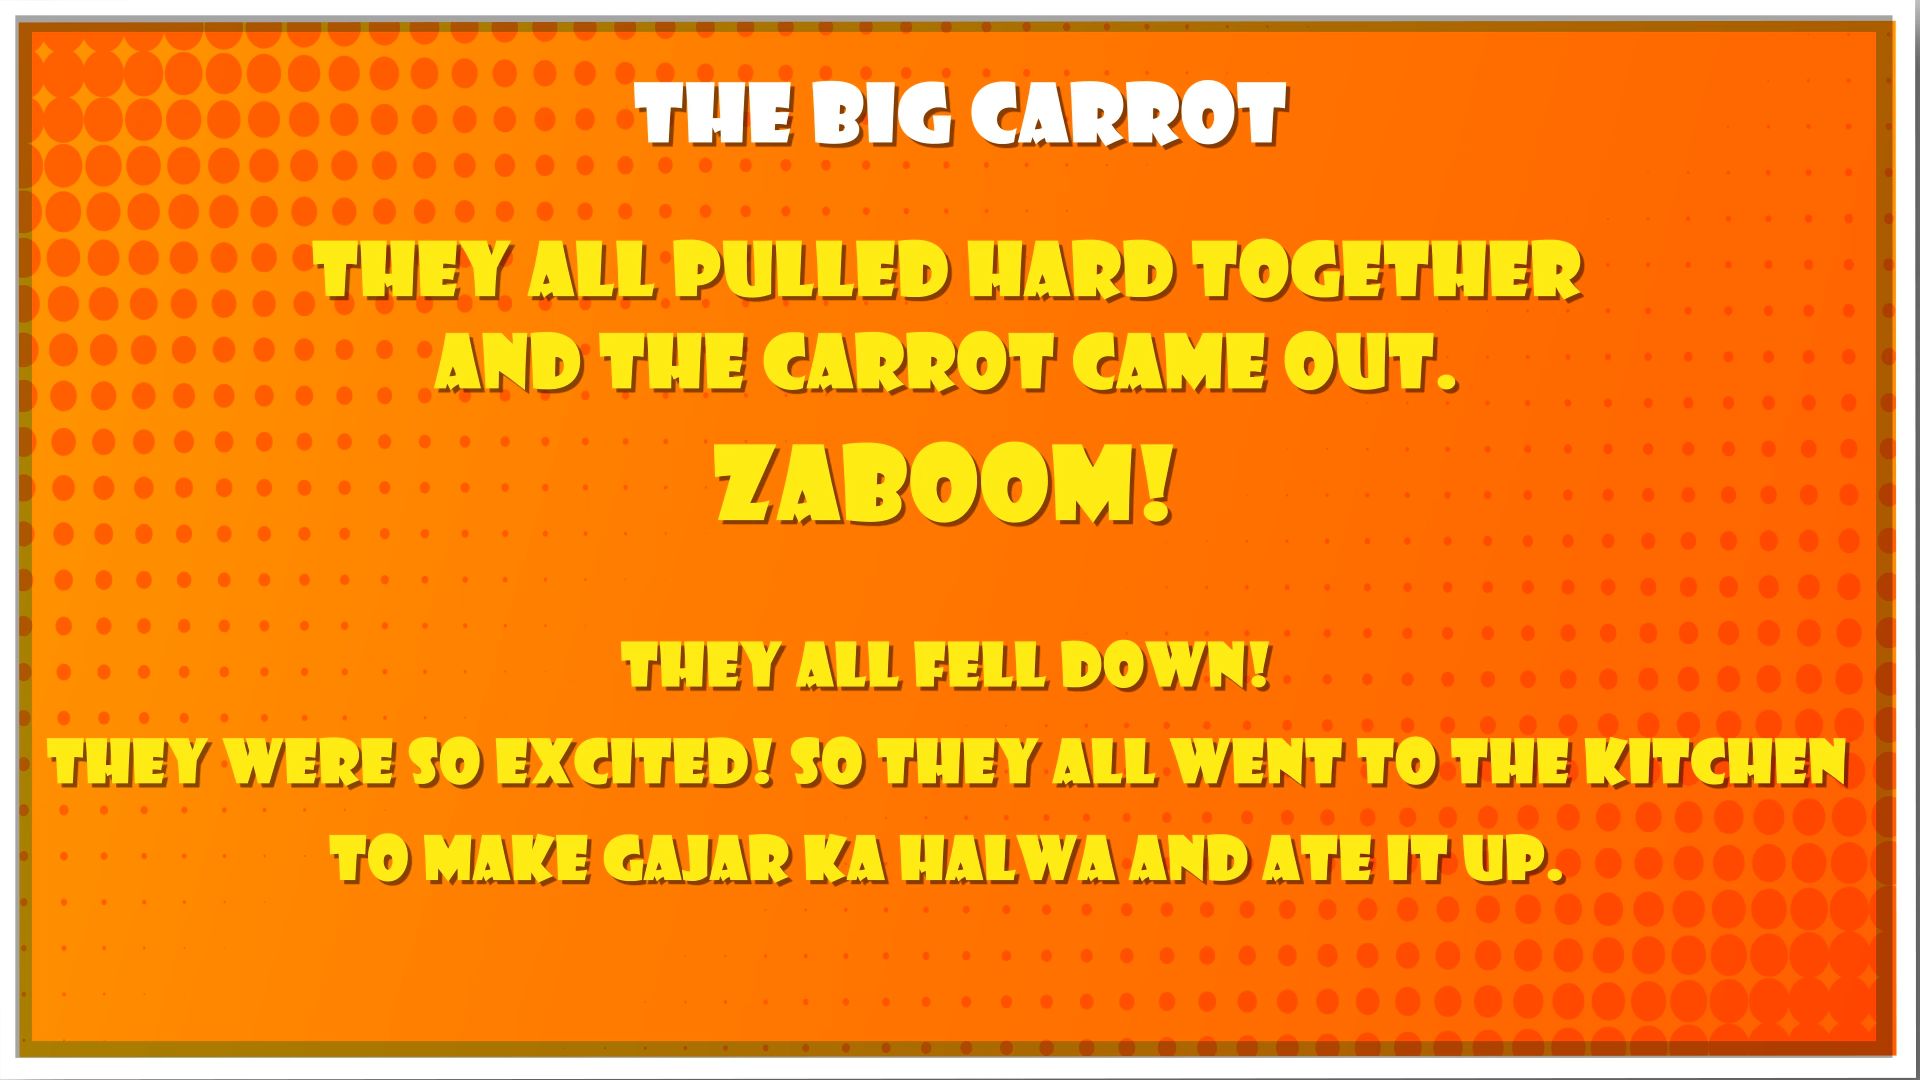 THE BIG CARROT
THEY ALL PULLED HARD TOGETHER
AND THE CARROT CAME OUT.
ZABOOM!
THEY ALL FELL DOWN!
THEY WERE SO EXCITED! SO THEY ALL WENT TO THE KITCHEN
TO MAKE GAJAR KA HALWA AND ATE IT UP.